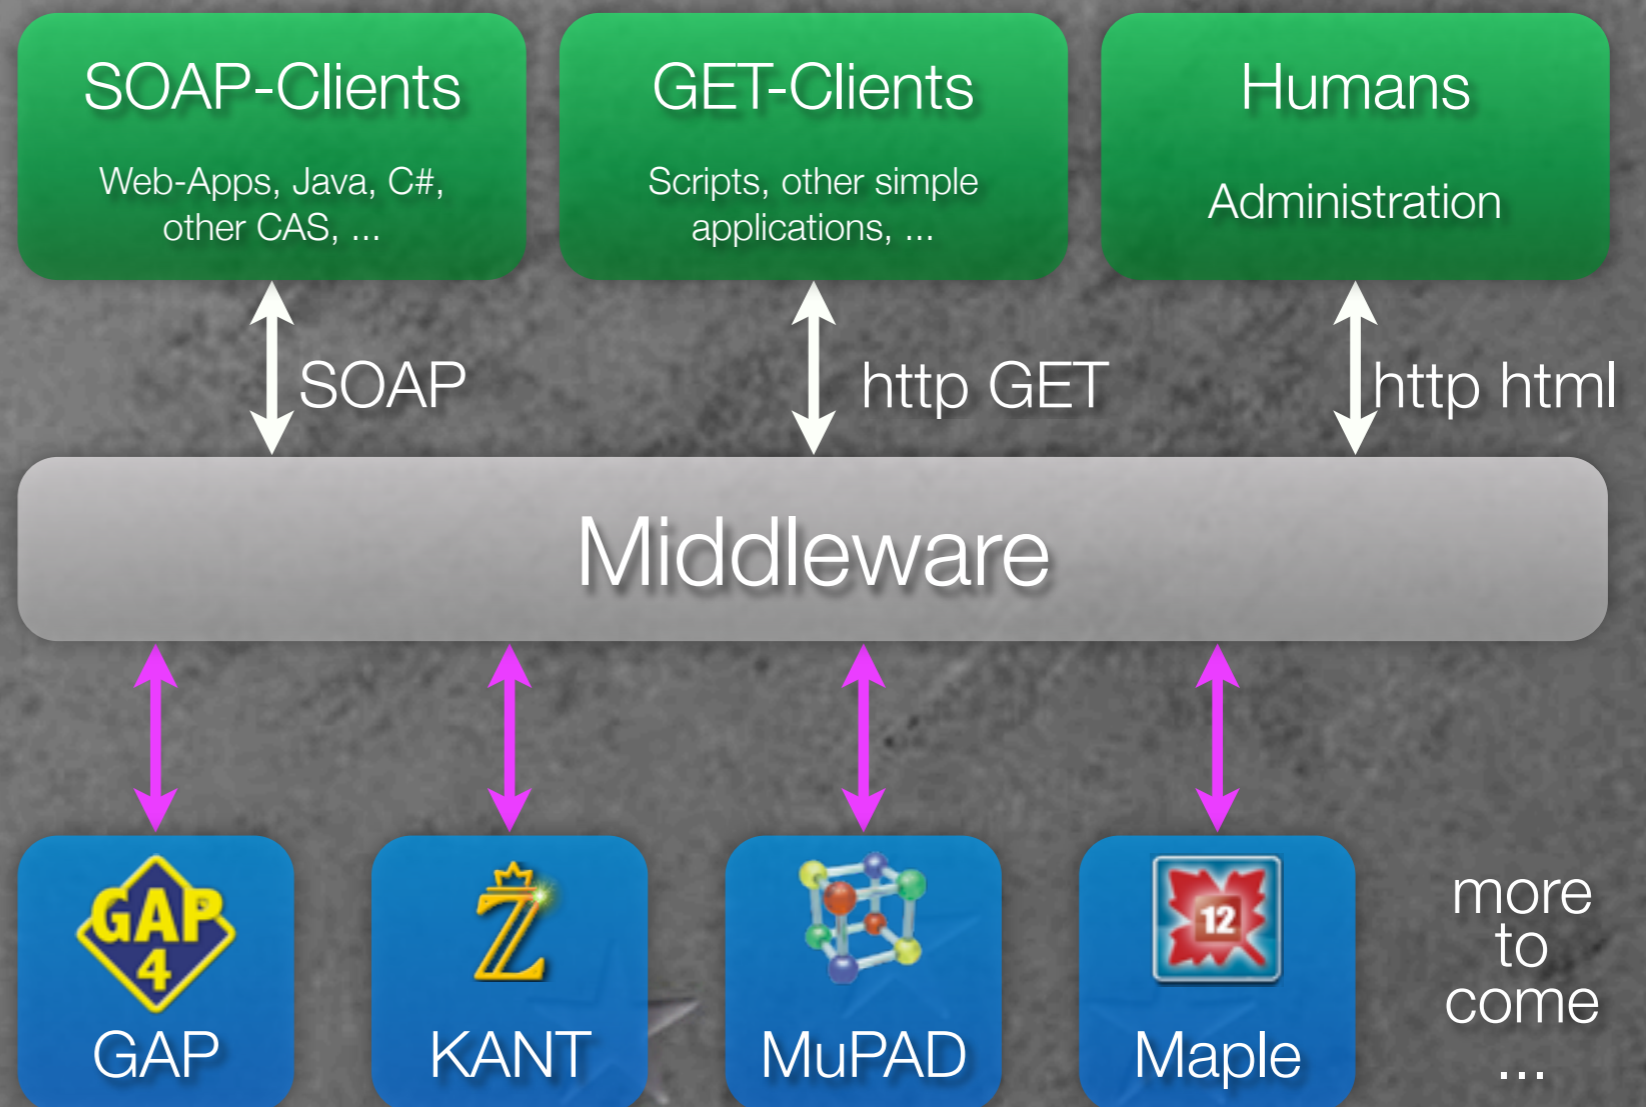 SOAP-Clients
Web-Apps, Java, C#,
other CAS, ...
GET-Clients
Scripts, other simple
applications, ...
Humans
Administration
SOAP
http GET
http html
Middleware
GAP
4
GAP
KANT
MuPAD
12
Maple
more
to
come
...